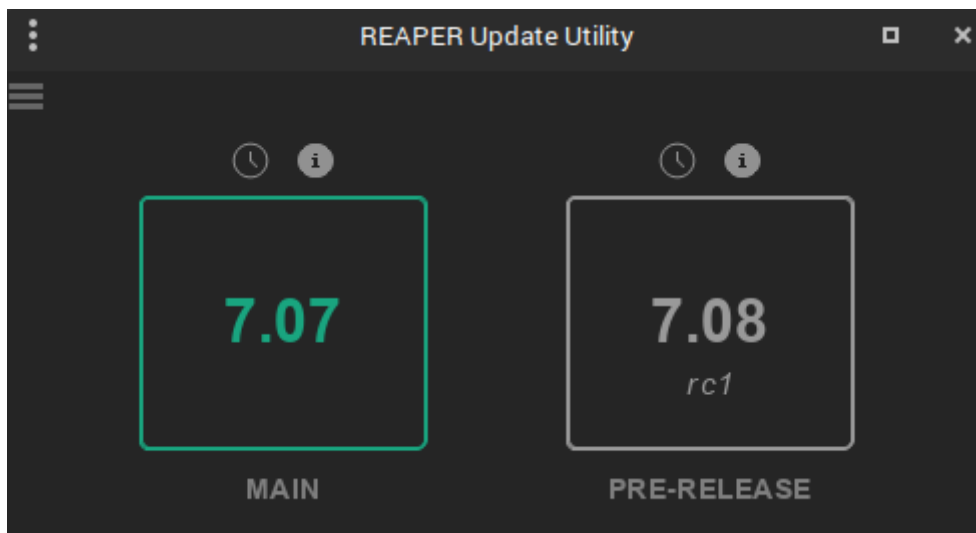 REAPER Update Utility
7.07
7.08
rc1
MAIN
PRE-RELEASE